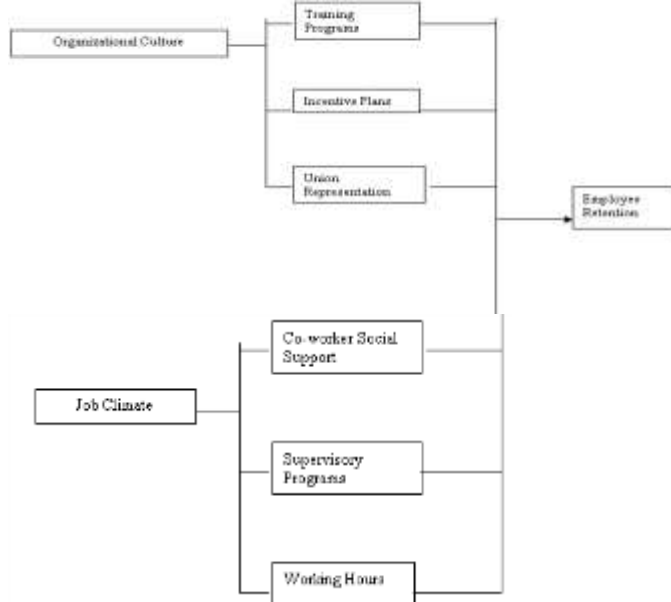 Organizational Culture
Training
Programs
Incentive Plans
Union
Representation
Employee
Retention
Co-worker Social
Support
Job Climate
Supervisory
Programs
Working Hours